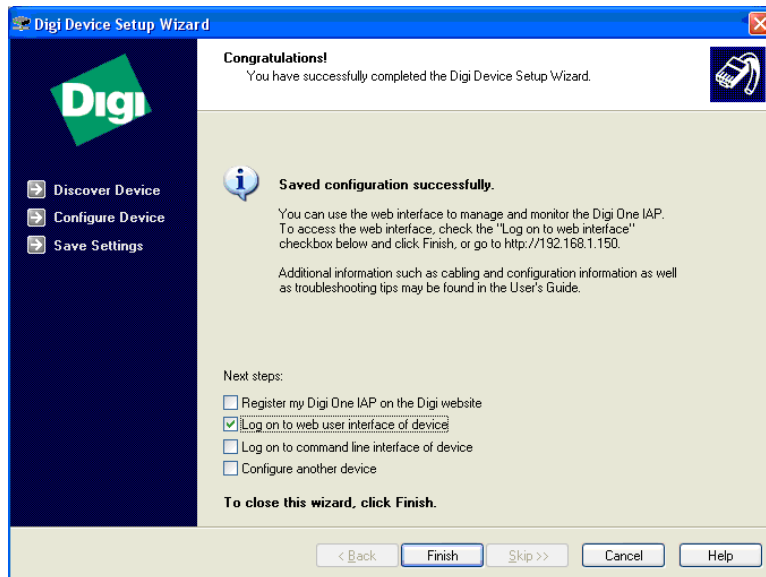 Digi Device Setup Wizard
Digi
Discover Device
Configure Device
Save Settings
Congratulations!
You have successfully completed the Digi Device Setup Wizard.
Saved configuration successfully.
You can use the web interface to manage and monitor the Digi One IAP.
To access the web interface, check the "Log on to web interface"
checkbox below and click Finish, or go to http://192.168.1.150.
Additional information such as cabling and configuration information as well
as troubleshooting tips may be found in the User's Guide.
Next steps:
Register my Digi One IAP on the Digi website
Log on to web user interface of device
Log on to command line interface of device
Configure another device
To close this wizard, click Finish.
< Back
Finish
Skip >>
Cancel
Help